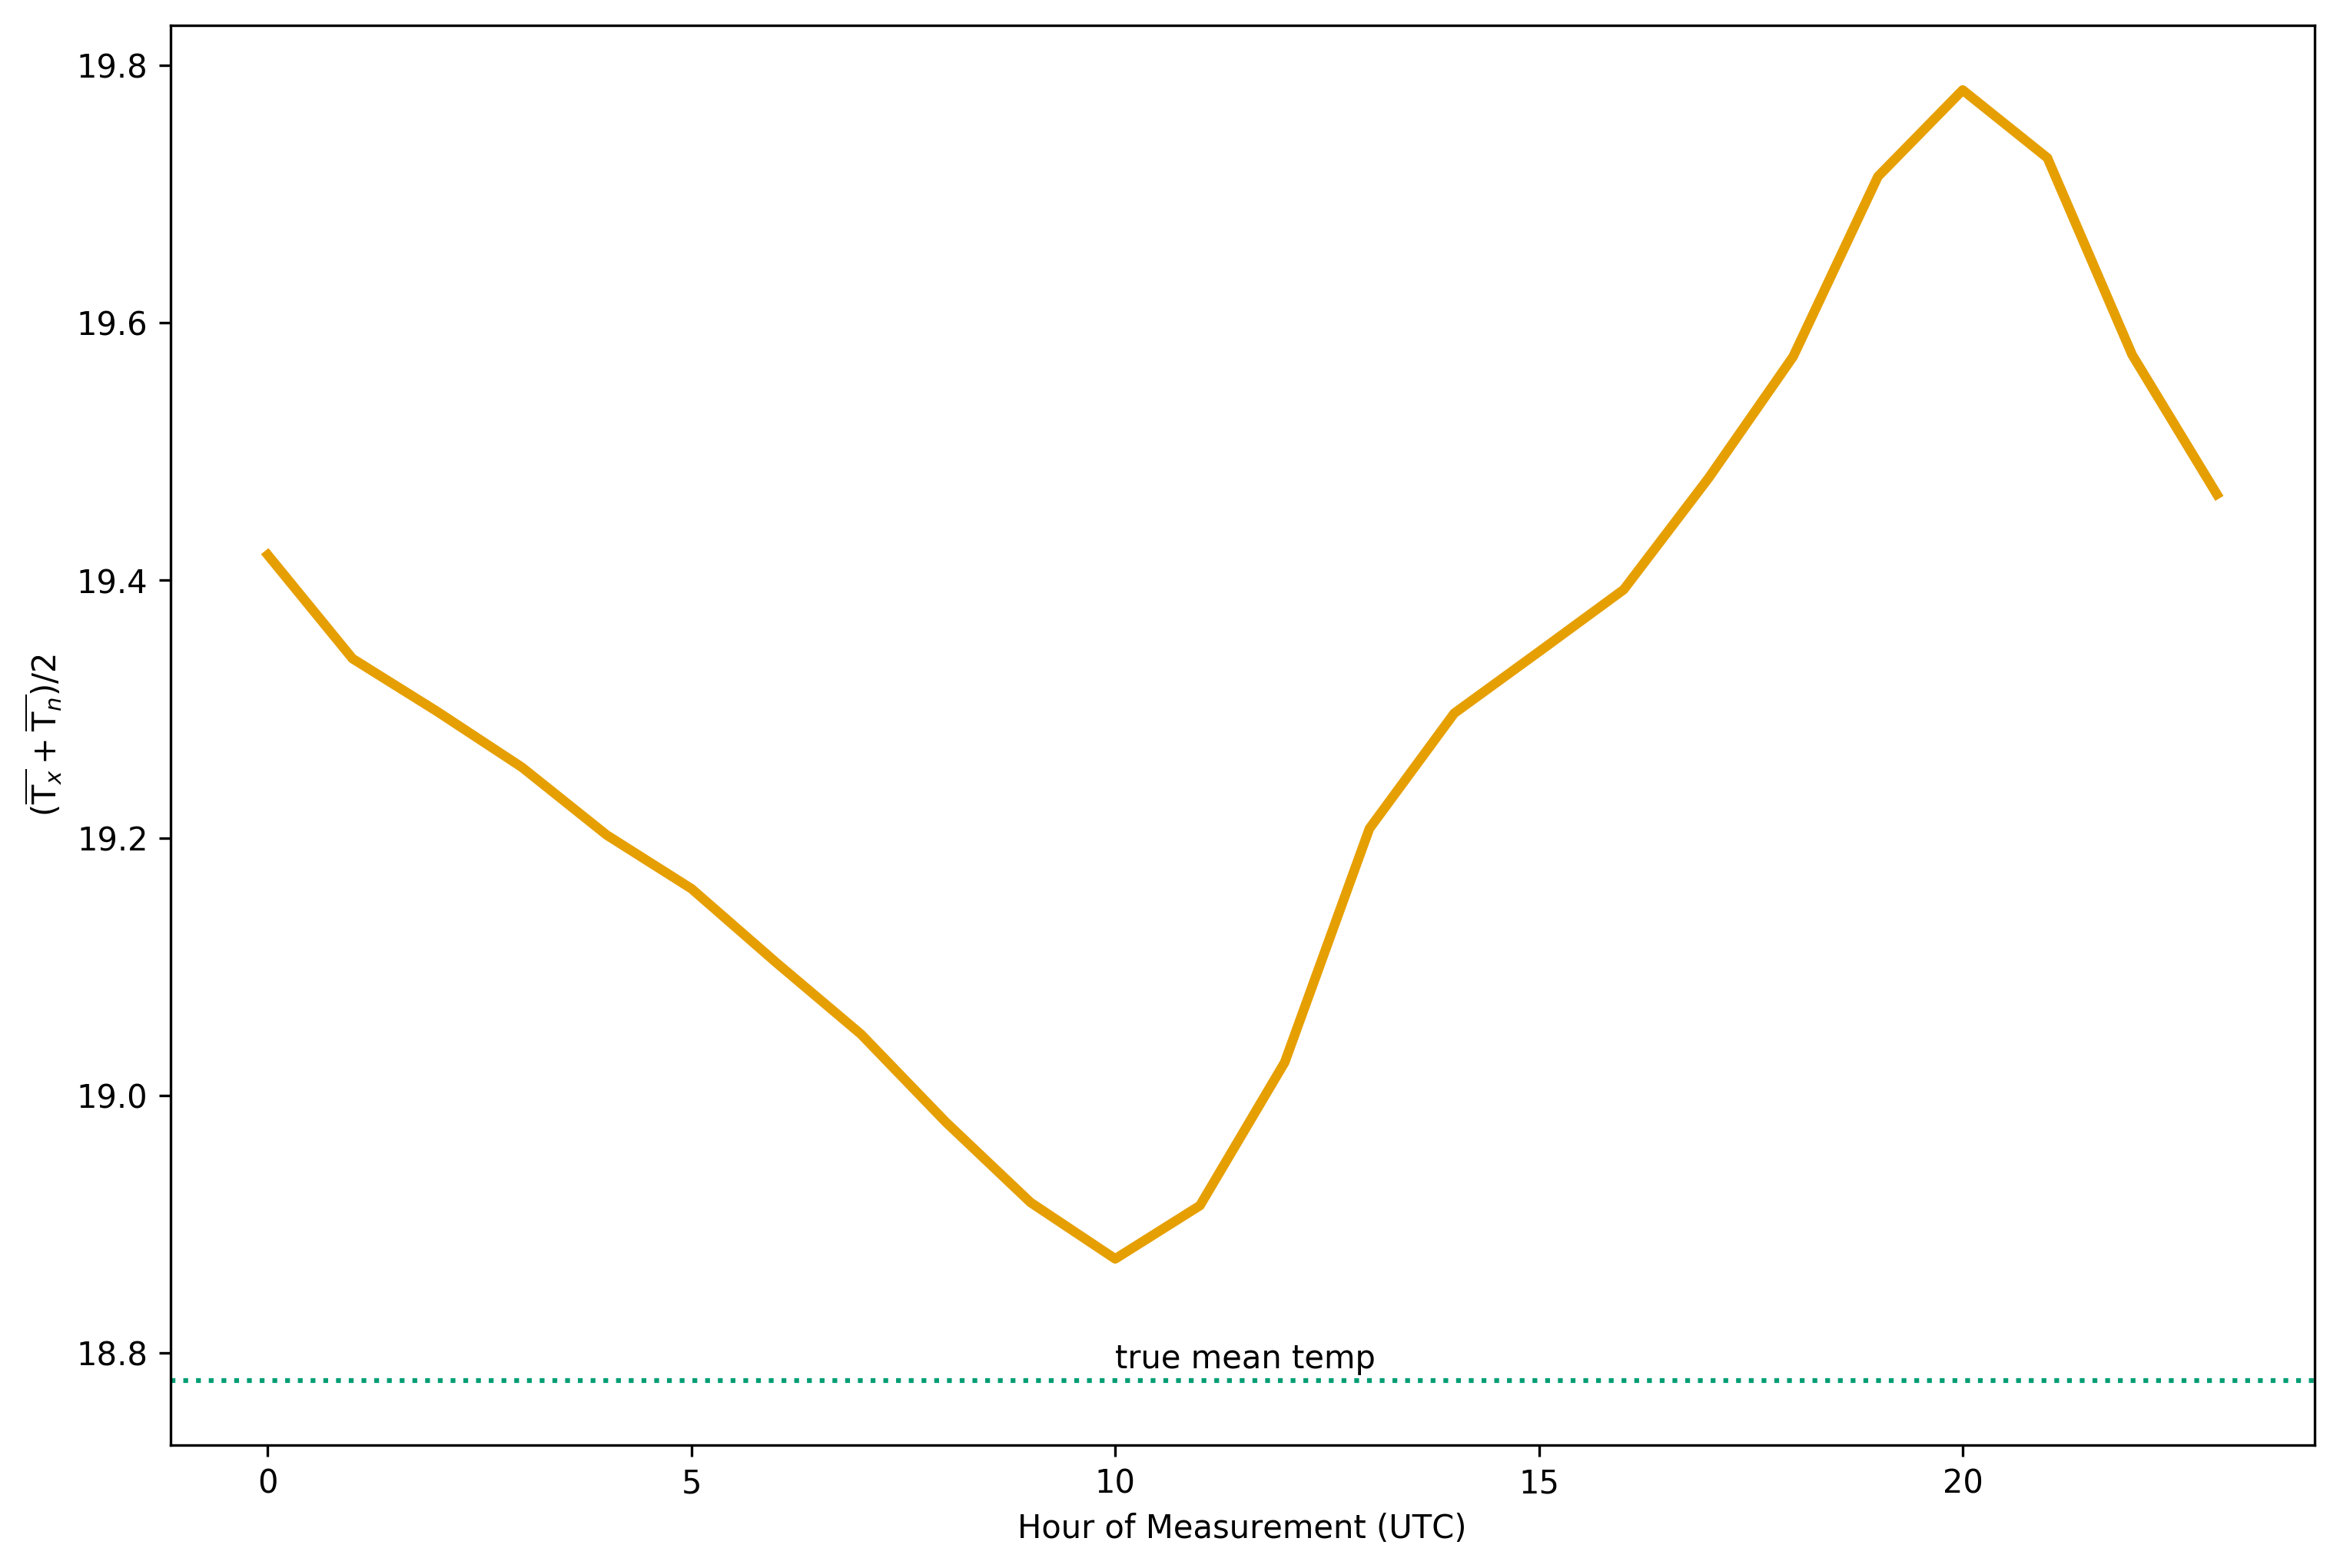 19.8
19.6
19.4
19.2
19.0
18.8
(T̅ₓ + T̅ₙ)/2
true mean temp
0 5 10 15 20
Hour of Measurement (UTC)